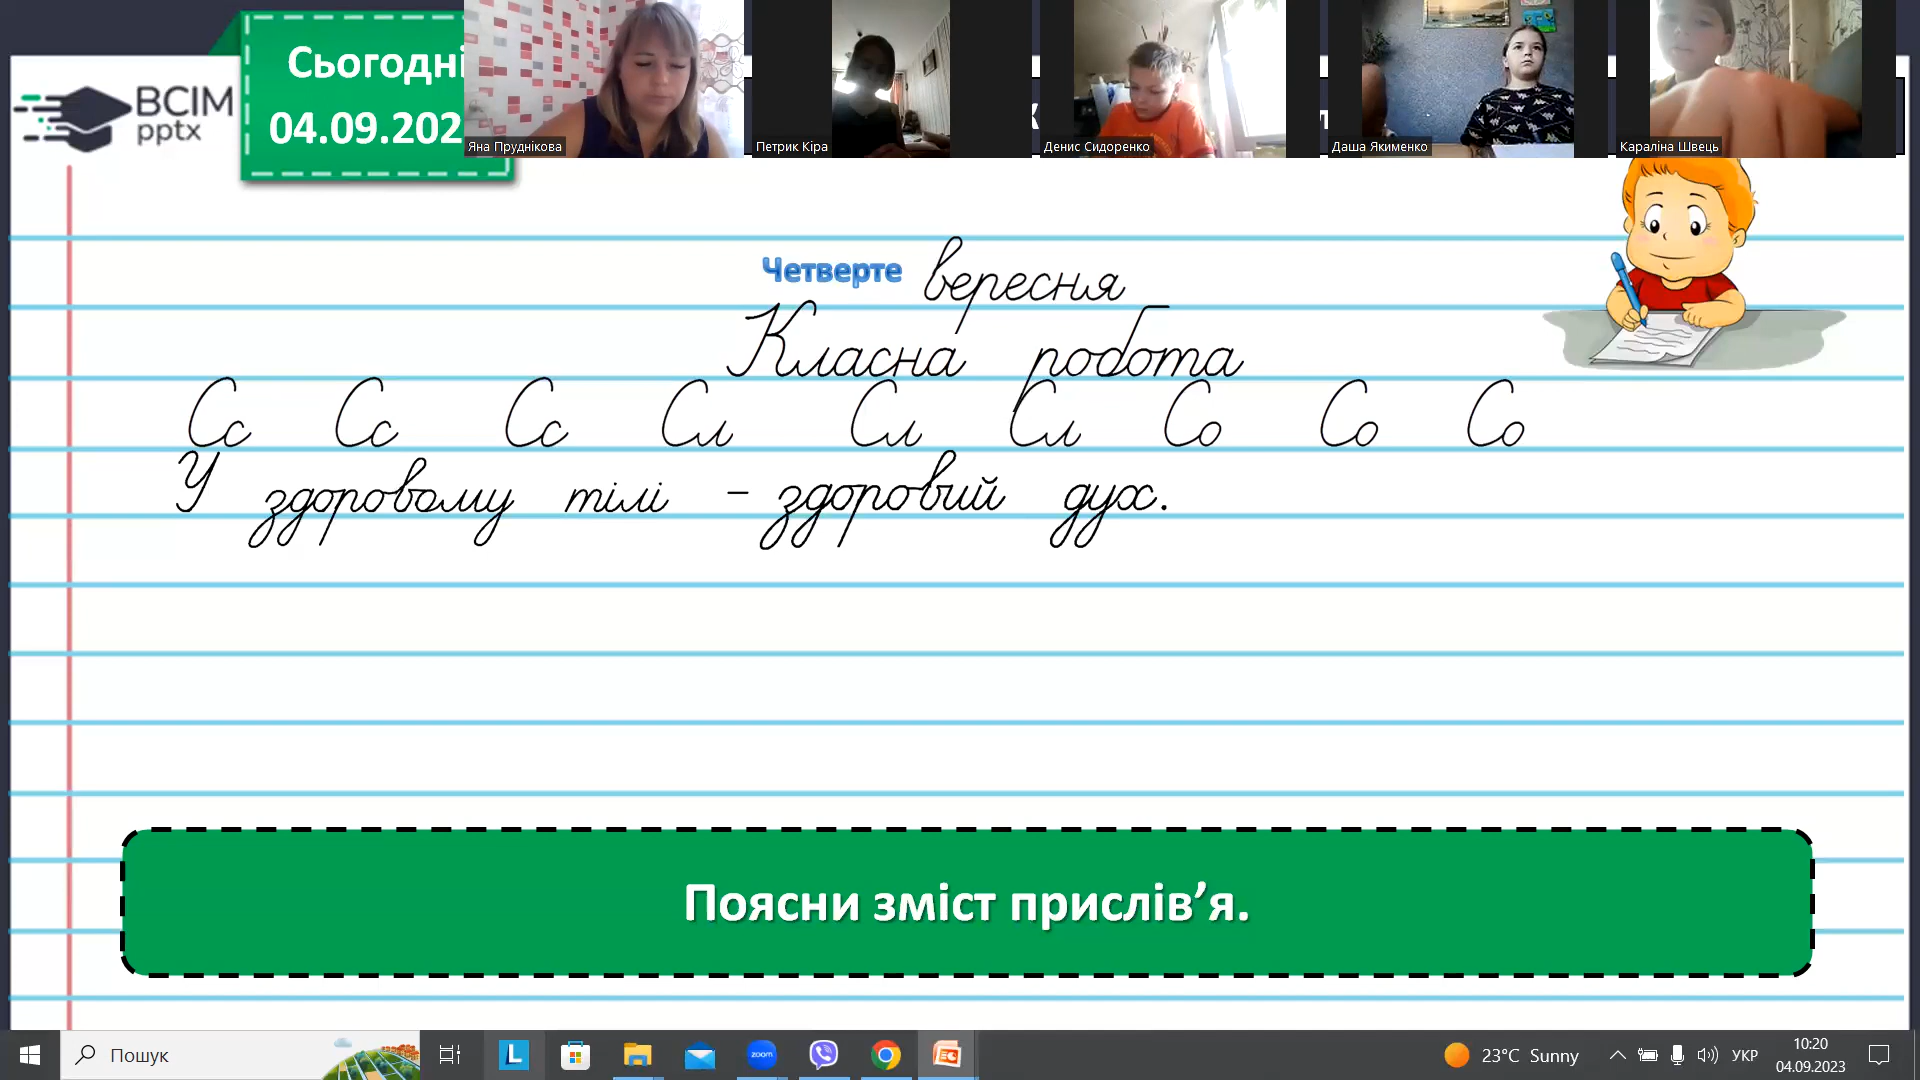 Сьогодні
04.09.202
ВСІМ
pptx
Яна Пруднікова
Петрик Кіра
Денис Сидоренко
Даша Якименко
Караліна Швець
Четверте вересня
Класна робота
Сс Сс Сс Сл Сл Сл Со Со Со
У здоровому тілі - здоровий дух.
Поясни зміст прислів’я.
Пошук
L
zoom
23°C Sunny
УКР
10:20
04.09.2023